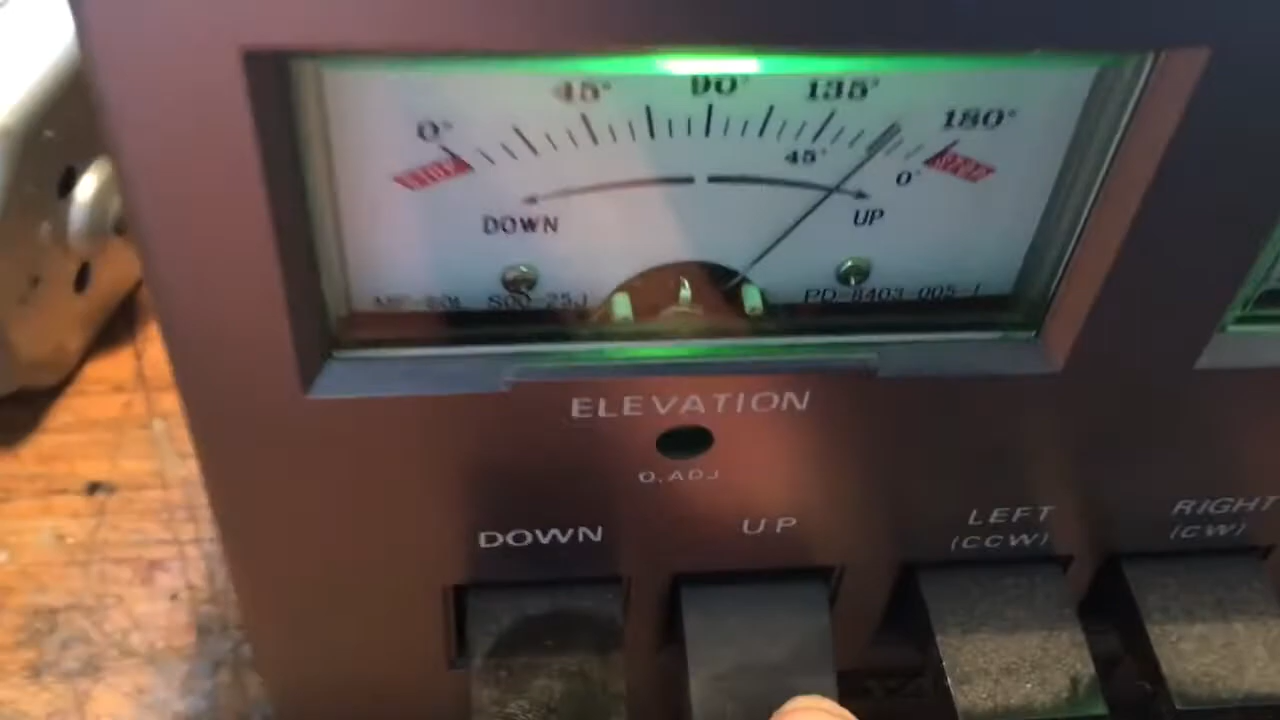 45° 90° 135°
0° 180°
45°
0°
DOWN UP
PD-8403-005-1
ELEVATION
0.ADJ
DOWN UP LEFT RIGHT
(CCW) (CW)